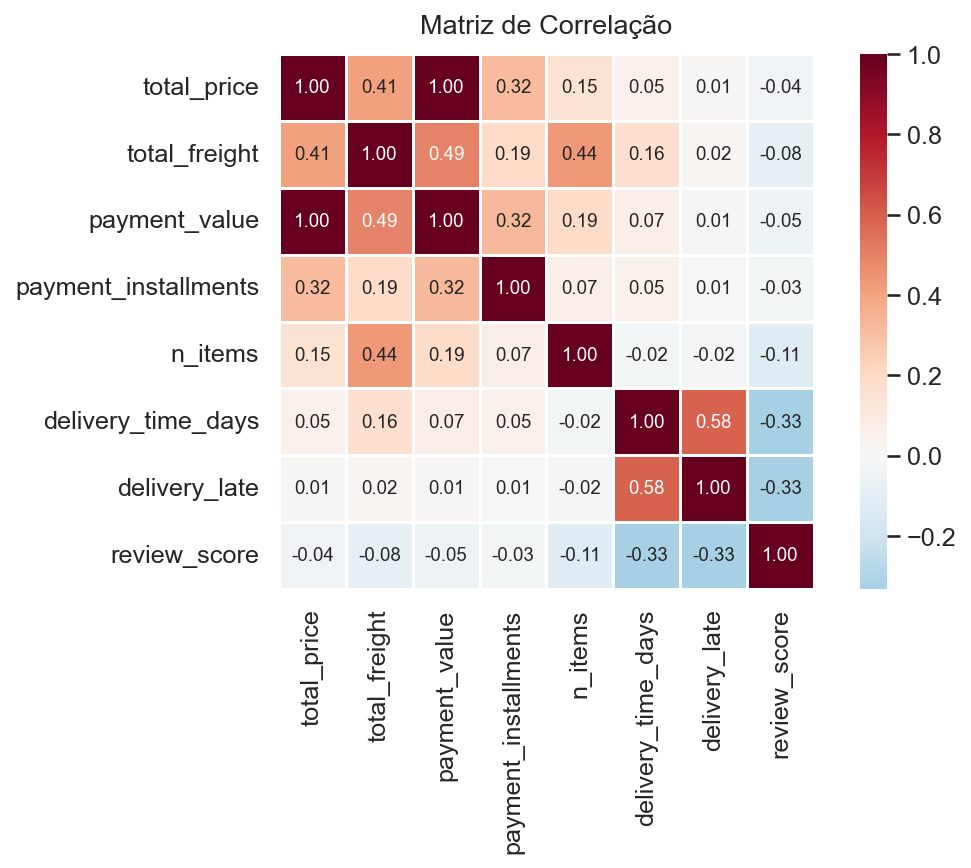 Matriz de Correlação
total_price 1.00 0.41 1.00 0.32 0.15 0.05 0.01 -0.04
total_freight 0.41 1.00 0.49 0.19 0.44 0.16 0.02 -0.08
payment_value 1.00 0.49 1.00 0.32 0.19 0.07 0.01 -0.05
payment_installments 0.32 0.19 0.32 1.00 0.07 0.05 0.01 -0.03
n_items 0.15 0.44 0.19 0.07 1.00 -0.02 -0.02 -0.11
delivery_time_days 0.05 0.16 0.07 0.05 -0.02 1.00 0.58 -0.33
delivery_late 0.01 0.02 0.01 0.01 -0.02 0.58 1.00 -0.33
review_score -0.04 -0.08 -0.05 -0.03 -0.11 -0.33 -0.33 1.00
total_price
total_freight
payment_value
payment_installments
n_items
delivery_time_days
delivery_late
review_score
1.0
0.8
0.6
0.4
0.2
0.0
−0.2